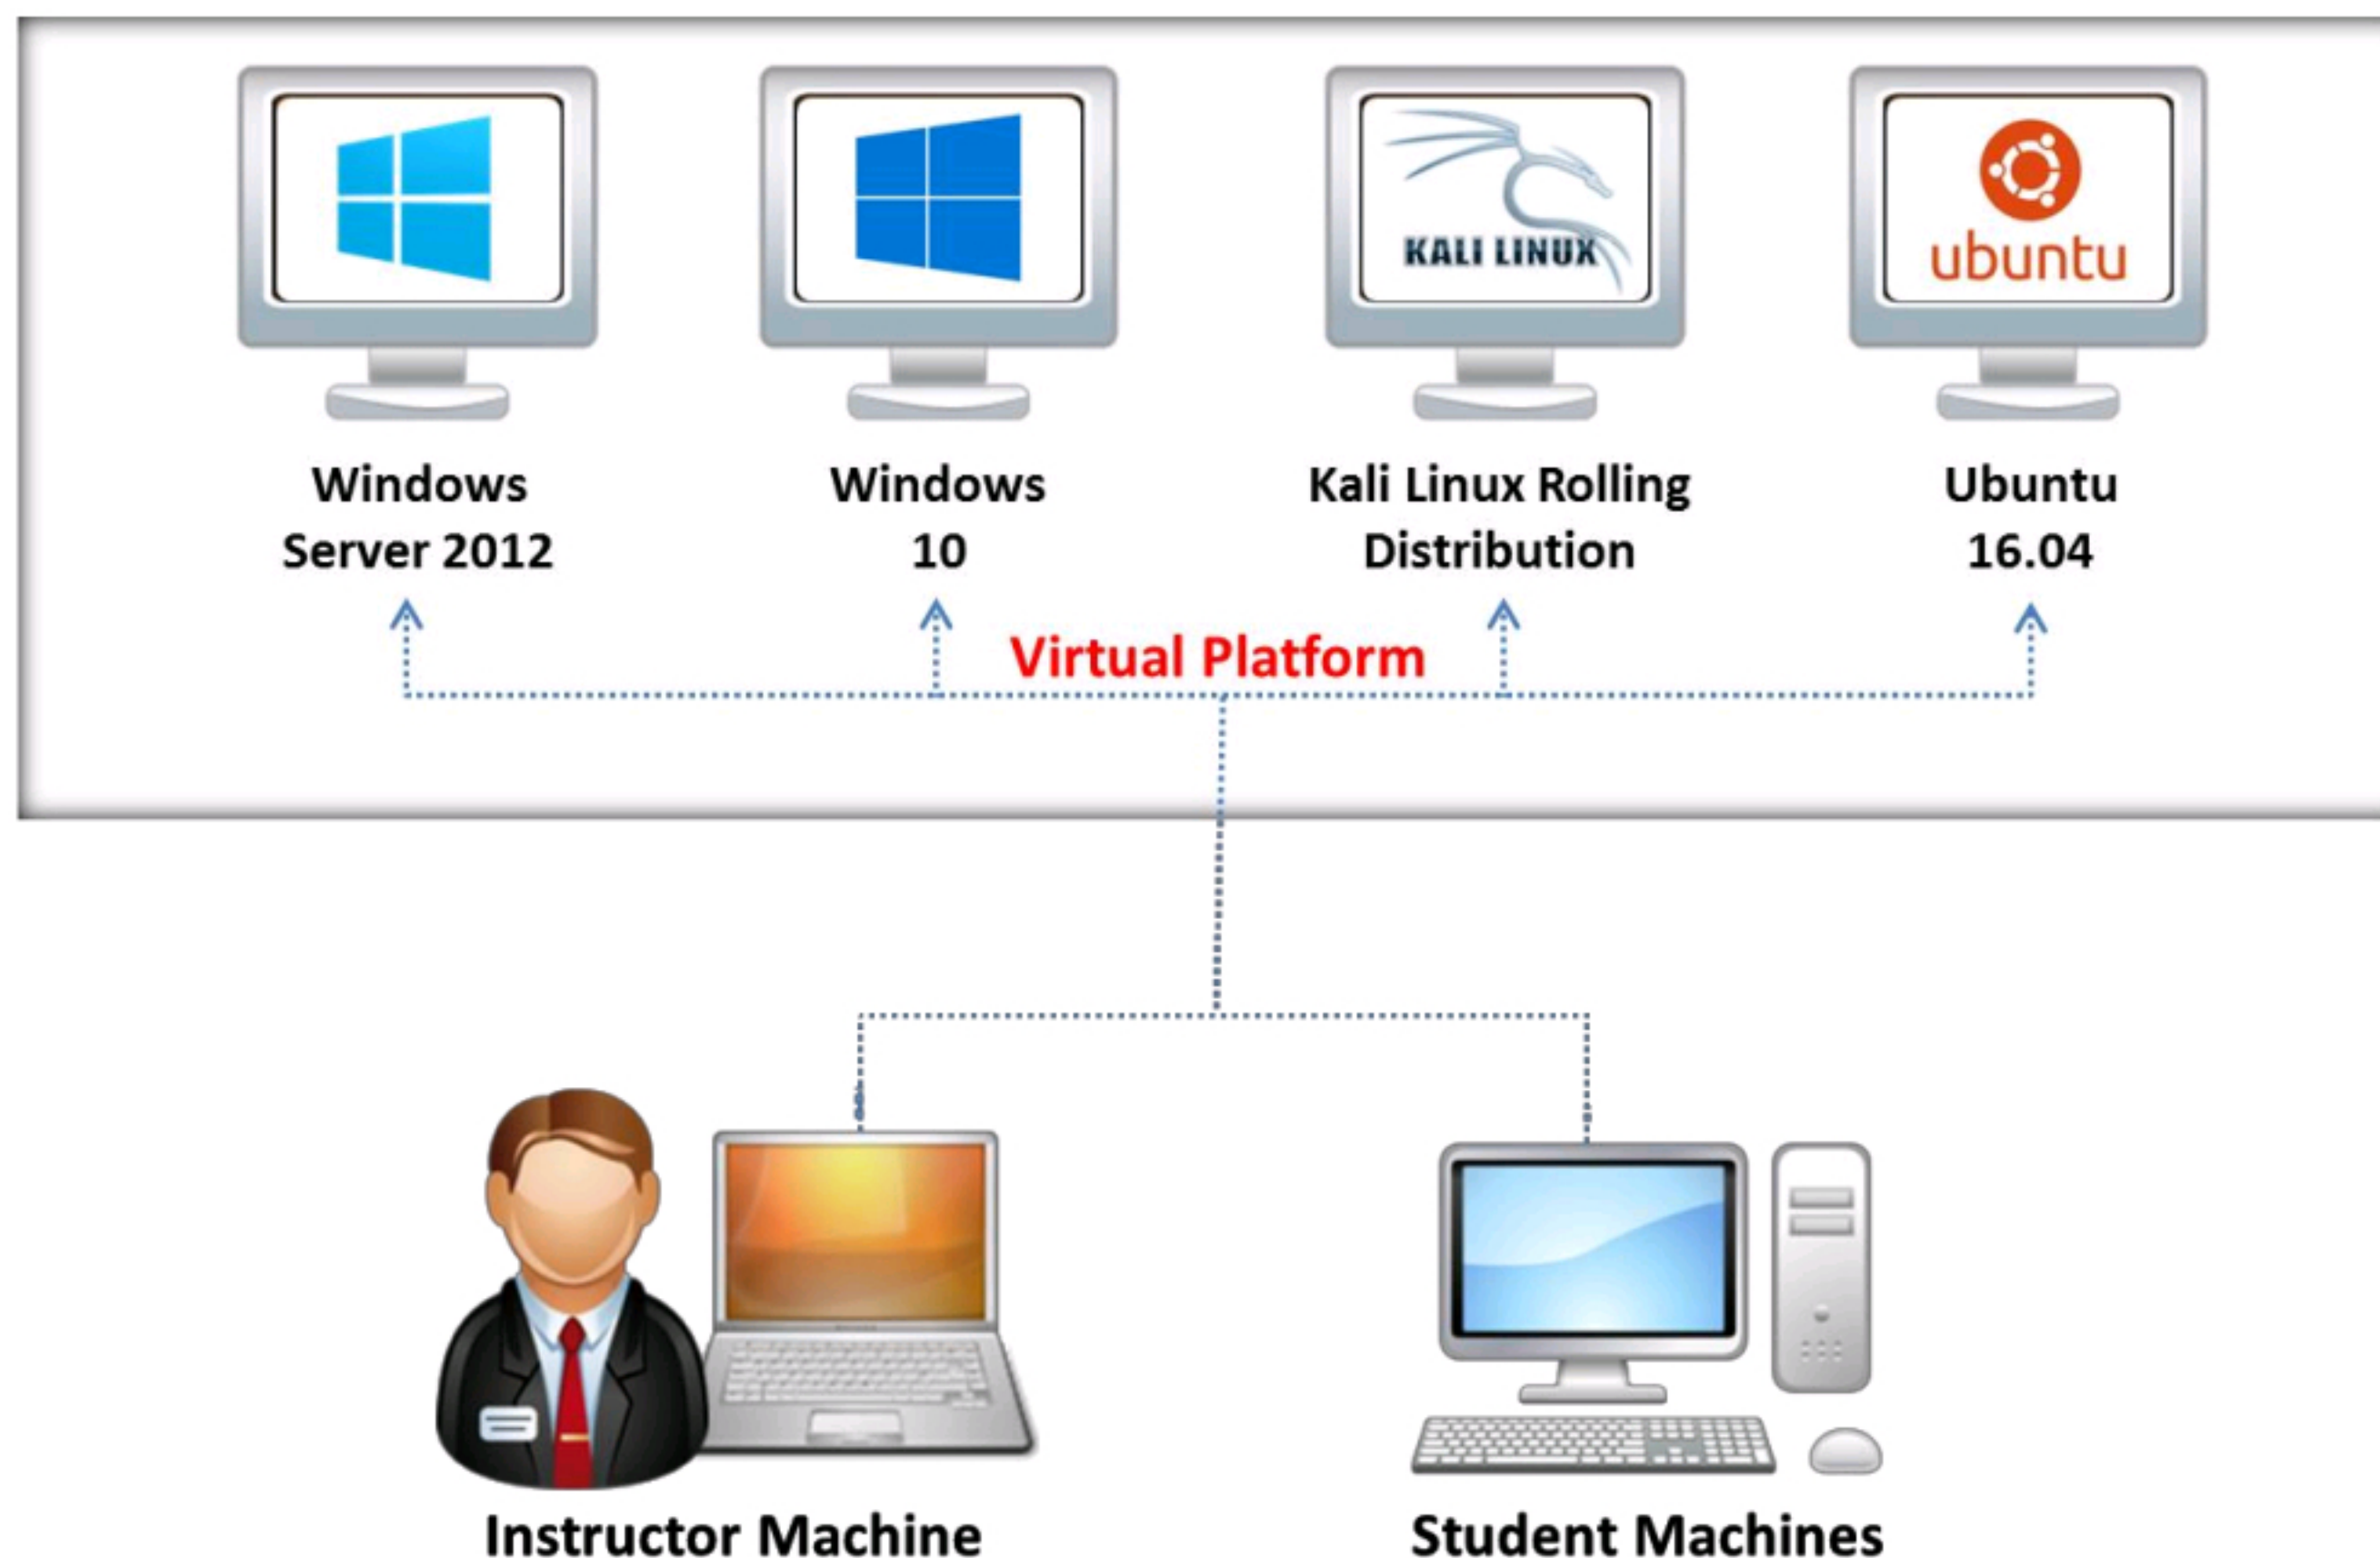 KALI LINUX
ubuntu
Windows
Server 2012
Windows
10
Kali Linux Rolling
Distribution
Ubuntu
16.04
Virtual Platform
Instructor Machine
Student Machines